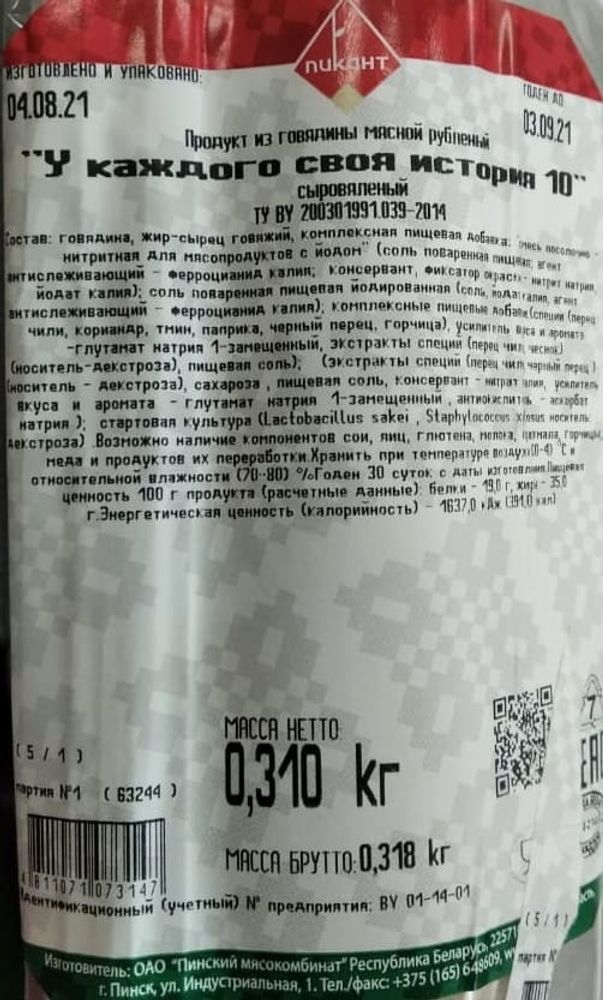 пикант
ИЗГОТОВЛЕНО И УПАКОВАНО:
04.08.21
ГОДЕН ДО
03.09.21
Продукт из говядины мясной рубленый
"У каждого своя история 10"
сыровяленый
ТУ BY 200301991.039-2014
Состав: говядина, жир-сырец говяжий, комплексная пищевая добавка: "Смесь посолочно-
нитритная для мясопродуктов с йодом" (соль поваренная пищевая, агент
антислеживающий - ферроцианид калия; консервант, фиксатор окраски- нитрит натрия,
йодат калия); соль поваренная пищевая йодированная (соль, йодат калия, агент
антислеживающий - ферроцианид калия); комплексные пищевые добавки (специи (перец
чили, кориандр, тмин, паприка, черный перец, горчица), усилитель вкуса и аромата
-глутамат натрия 1-замещенный, экстракты специй (перец чили, чеснок)
(носитель-декстроза), пищевая соль); (экстракты специй (перец чили, черный перец)
(носитель - декстроза), сахароза , пищевая соль, консервант - нитрат калия, усилитель
вкуса и аромата - глутамат натрия 1-замещенный , антиокислитель - аскорбат
натрия ); стартовая культура (Lactobacillus sakei , Staphylococcus xylosus носитель:
декстроза) .Возможно наличие компонентов сои, яиц, глютена, молока, крахмала, горчицы,
меда и продуктов их переработки.Хранить при температуре воздуха(0-4) °C и
относительной влажности (70-80) %Годен 30 суток с даты изготовления.Пищевая
ценность 100 г продукта (расчетные данные): белки - 19,0 г, жиры - 35,0
г.Энергетическая ценность (калорийность) - 1637,0 кДж (391,0 ккал)
МАССА НЕТТО:
0,310 кг
(5/1)
партия №1 (63244)
МАССА БРУТТО:0,318 кг
4 811071 073147
Идентификационный (учетный) № предприятия: BY 01-14-01
7
EAC
(5/1)
партия №
Изготовитель: ОАО "Пинский мясокомбинат" Республика Беларусь, 22571
г. Пинск, ул. Индустриальная, 1. Тел./факс: +375 (165) 648609, w